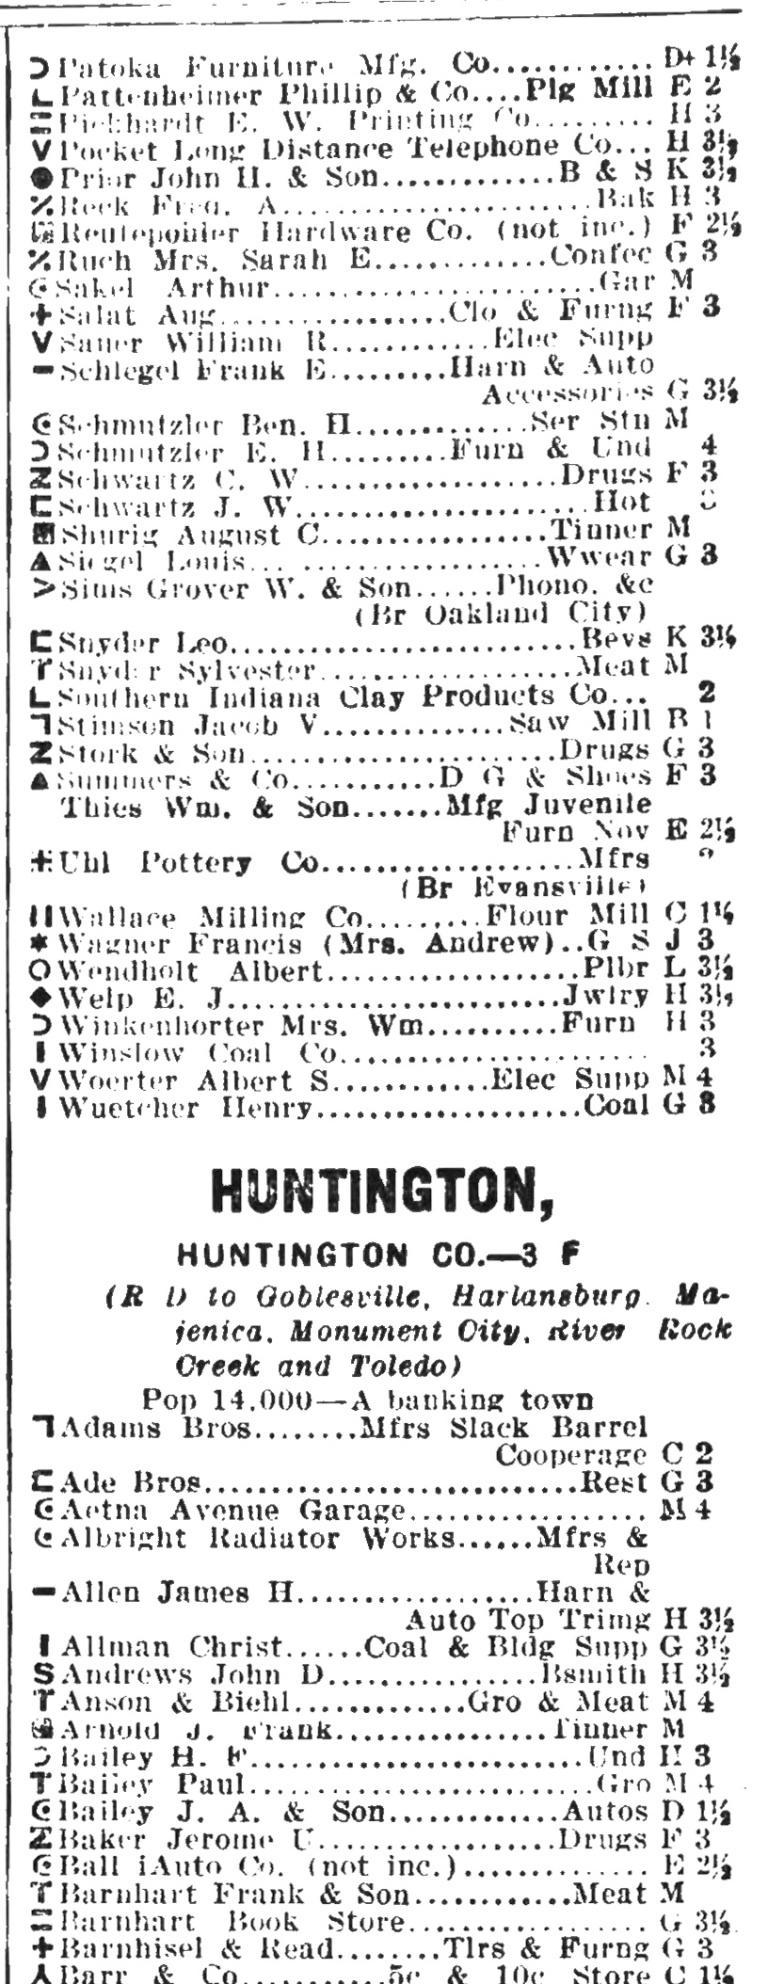 Patoka Furniture Mfg. Co............. D+ 1½
Pattenheimer Phillip & Co....Plg Mill E 2
Pickhardt E. W. Printing Co.......... H 3
Pocket Long Distance Telephone Co... H 3½
Prior John H. & Son.............B & S K 3½
Reck Fred. A.......................Bak H 3
Reutepohler Hardware Co. (not inc.) F 2½
Ruch Mrs. Sarah E.............Confec G 3
Sakel Arthur.......................Gar M
Salat Aug..................Clo & Furng F 3
Sauer William R............Elec Supp
Schlegel Frank E.........Harn & Auto
Accessories G 3½
Schmutzler Ben. H..............Ser Stn M
Schmutzler E. H.........Furn & Und 4
Schwartz C. W....................Drugs F 3
Schwartz J. W.......................Hot
Shurig August C.................Tinner M
Siegel Louis... ...................Wwear G 3
Sims Grover W. & Son......Phono. &c
(Br Oakland City)
Snyder Leo...........................Bevs K 3½
Snyder Sylvester...................Meat M
Southern Indiana Clay Products Co... 2
Stimson Jacob V..............Saw Mill B 1
Stork & Son........................Drugs G 3
Summers & Co...........D G & Shoes F 3
Thies Wm. & Son.......Mfg Juvenile
Furn Nov E 2½
Uhl Pottery Co...................Mfrs
(Br Evansville)
Wallace Milling Co.........Flour Mill C 1½
Wagner Francis (Mrs. Andrew)..G S J 3
Wendholt Albert....................Plbr L 3½
Welp E. J..........................Jwlry H 3½
Winkenhorter Mrs. Wm..........Furn H 3
Winslow Coal Co....................... 3
Woerter Albert S............Elec Supp M 4
Wuetcher Henry.....................Coal G 3
HUNTINGTON,
HUNTINGTON CO.—3 F
(R D to Goblesville, Harlansburg, Ma-
jenica, Monument City, River Rock
Creek and Toledo)
Pop 14,000—A banking town
Adams Bros........Mfrs Slack Barrel
Cooperage C 2
Ade Bros.............................Rest G 3
Aetna Avenue Garage.................. M 4
Albright Radiator Works......Mfrs &
Rep
Allen James H..................Harn &
Auto Top Trimg H 3½
Allman Christ......Coal & Bldg Supp G 3½
Andrews John D................Bsmith H 3½
Anson & Biehl.............Gro & Meat M 4
Arnold J. Frank................Tinner M
Bailey H. F..........................Und H 3
Bailey Paul..........................Gro M 4
Bailey J. A. & Son.............Autos D 1½
Baker Jerome U..................Drugs F 3
Ball iAuto Co. (not inc.).............. E 2½
Barnhart Frank & Son............Meat M
Barnhart Book Store.................. G 3½
Barnhisel & Read........Tlrs & Furng G 3
Barr & Co...........5c & 10c Store C 1½